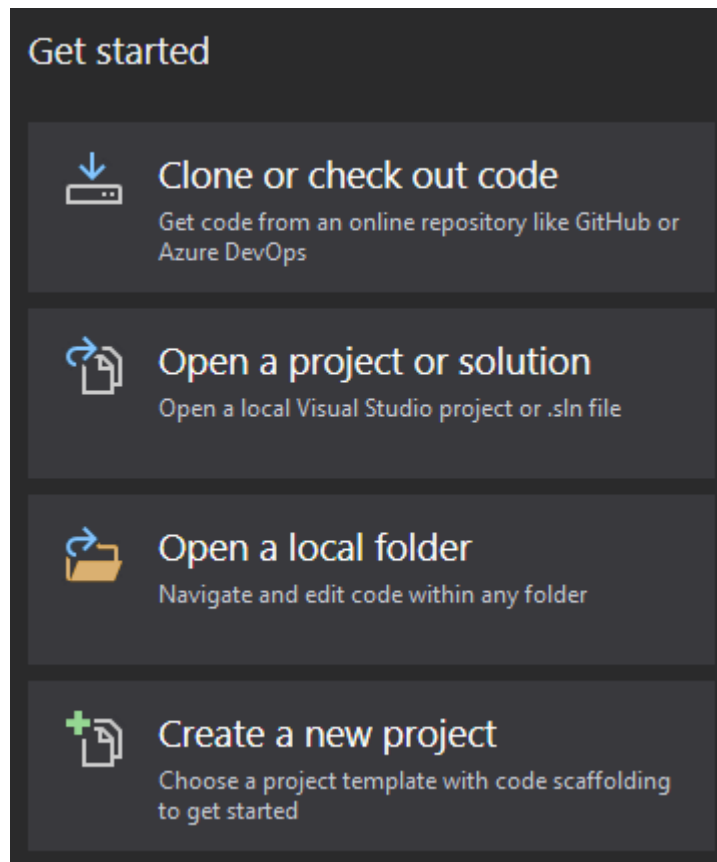 Get started
Clone or check out code
Get code from an online repository like GitHub or
Azure DevOps
Open a project or solution
Open a local Visual Studio project or .sln file
Open a local folder
Navigate and edit code within any folder
Create a new project
Choose a project template with code scaffolding
to get started